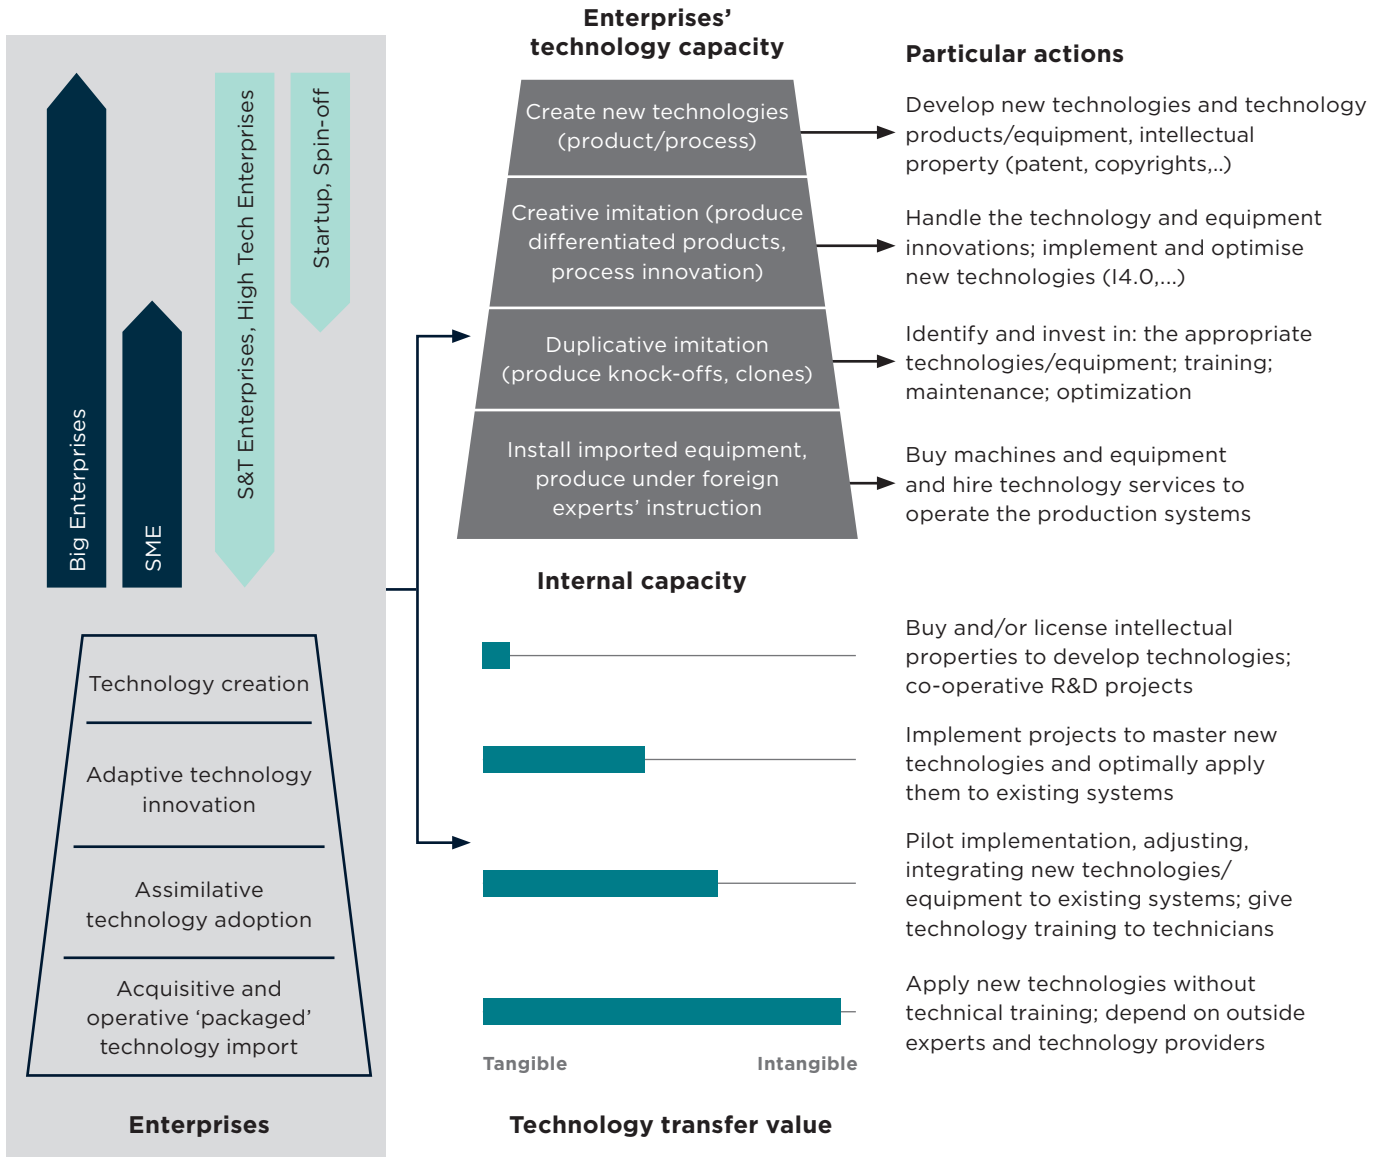 Big Enterprises
SME
S&T Enterprises, High Tech Enterprises
Startup, Spin-off
Technology creation
Adaptive technology
innovation
Assimilative
technology adoption
Acquisitive and
operative ‘packaged’
technology import
Enterprises
Enterprises’
technology capacity
Create new technologies
(product/process)
Creative imitation (produce
differentiated products,
process innovation)
Duplicative imitation
(produce knock-offs, clones)
Install imported equipment,
produce under foreign
experts’ instruction
Internal capacity
Tangible
Intangible
Technology transfer value
Particular actions
Develop new technologies and technology
products/equipment, intellectual
property (patent, copyrights,..)
Handle the technology and equipment
innovations; implement and optimise
new technologies (I4.0,...)
Identify and invest in: the appropriate
technologies/equipment; training;
maintenance; optimization
Buy machines and equipment
and hire technology services to
operate the production systems
Buy and/or license intellectual
properties to develop technologies;
co-operative R&D projects
Implement projects to master new
technologies and optimally apply
them to existing systems
Pilot implementation, adjusting,
integrating new technologies/
equipment to existing systems; give
technology training to technicians
Apply new technologies without
technical training; depend on outside
experts and technology providers